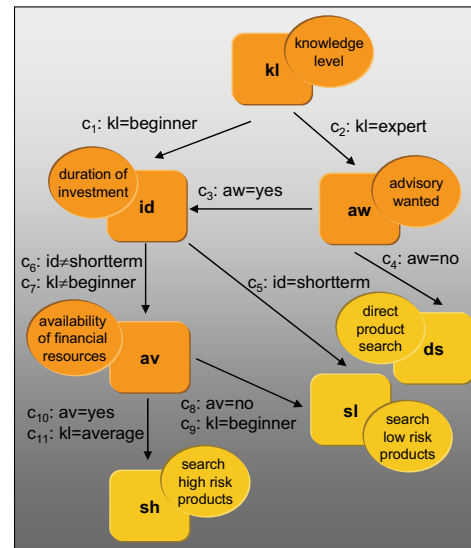 knowledge
level
kl
c₁: kl=beginner
c₂: kl=expert
duration of
investment
id
c₃: aw=yes
advisory
wanted
aw
c₄: aw=no
c₆: id≠shortterm
c₇: kl≠beginner
c₅: id=shortterm
direct
product
search
ds
availability
of financial
resources
av
c₁₀: av=yes
c₁₁: kl=average
c₈: av=no
c₉: kl=beginner
sl
search
low risk
products
search
high risk
products
sh